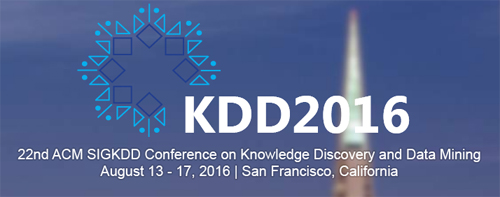 KDD2016
22nd ACM SIGKDD Conference on Knowledge Discovery and Data Mining
August 13 - 17, 2016 | San Francisco, California